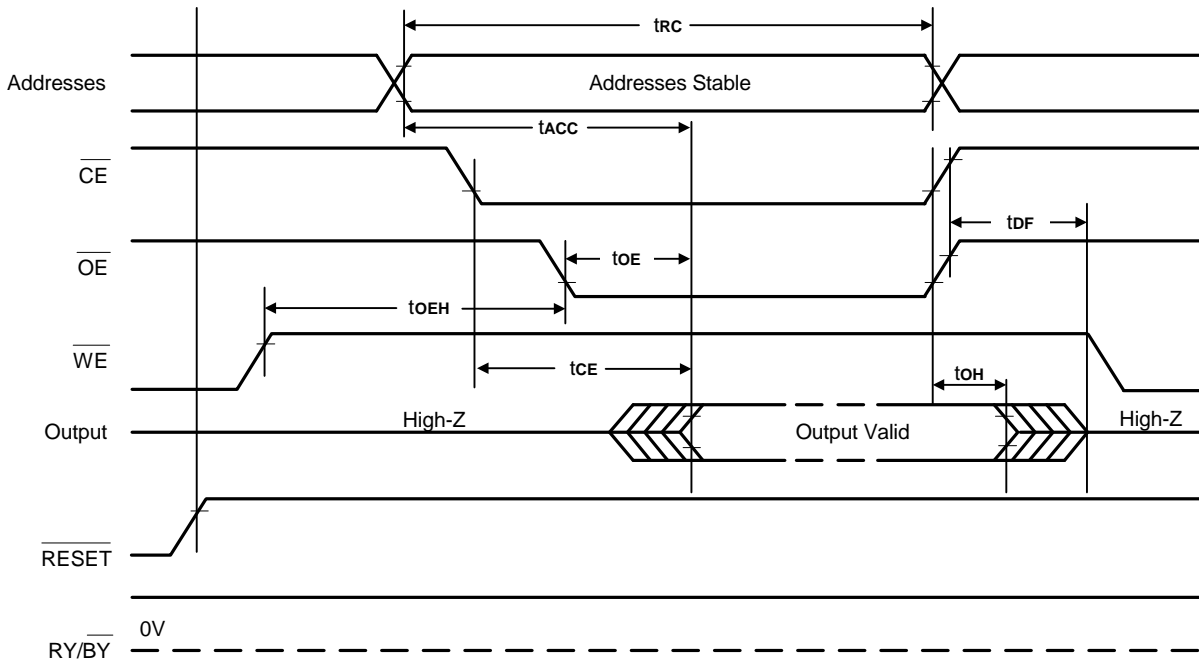 tRC
Addresses
Addresses Stable
tACC
CE
tDF
OE
tOE
tOEH
WE
tCE
tOH
Output
High-Z
Output Valid
High-Z
RESET
0V
RY/BY